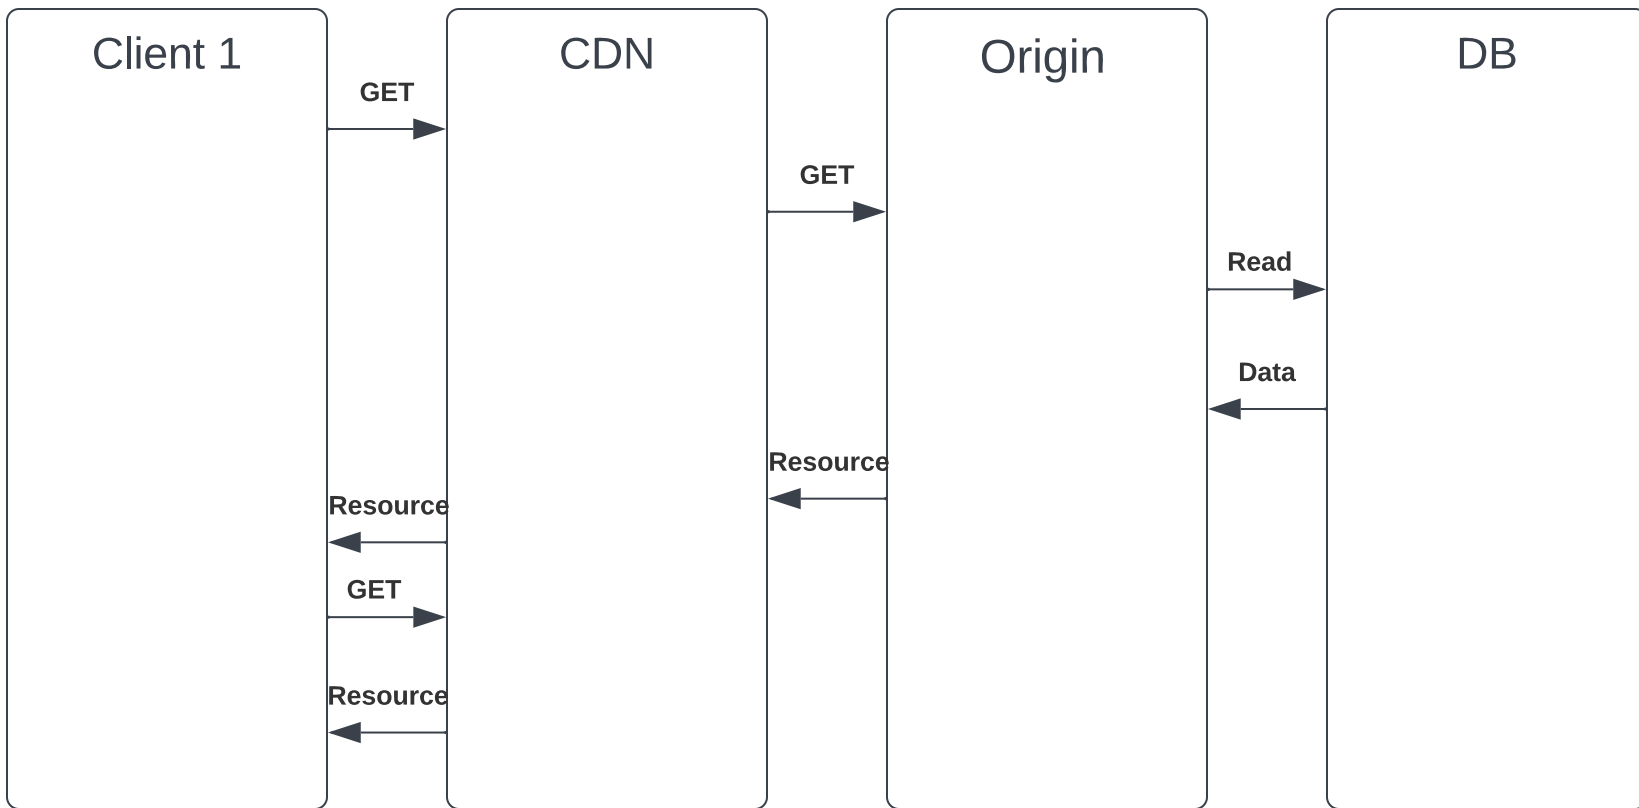 Client 1
CDN
Origin
DB
GET
GET
Read
Data
Resource
Resource
GET
Resource